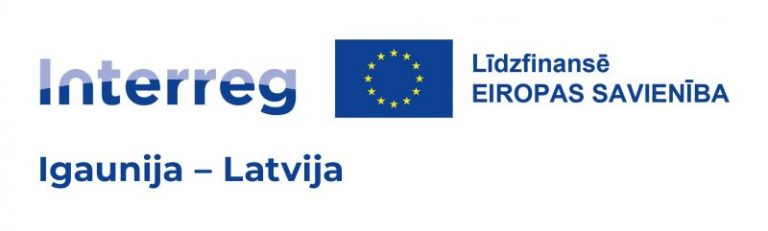 Interreg
Līdzfinansē
EIROPAS SAVIENĪBA
Igaunija – Latvija